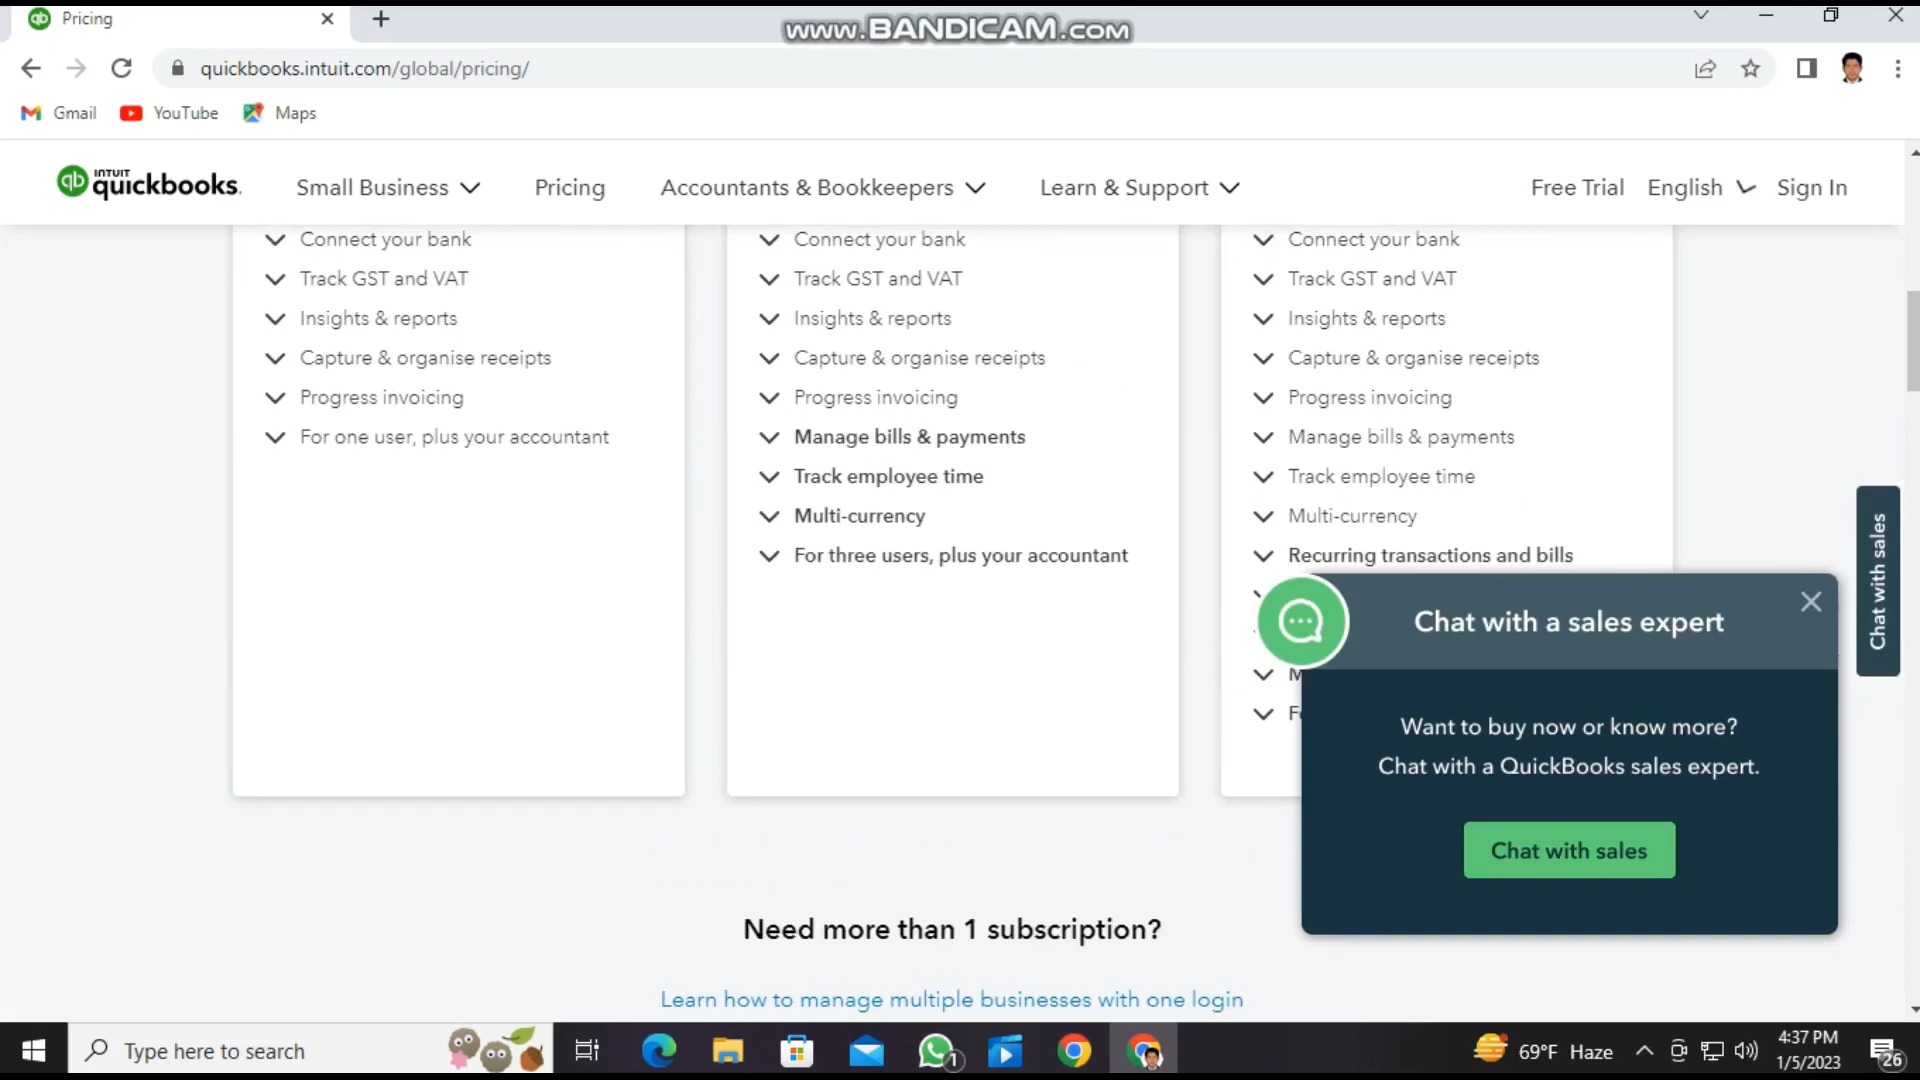 Pricing
www.BANDICAM.com
quickbooks.intuit.com/global/pricing/
Gmail
YouTube
Maps
INTUIT
quickbooks.
Small Business
Pricing
Accountants & Bookkeepers
Learn & Support
Free Trial
English
Sign In
Connect your bank
Track GST and VAT
Insights & reports
Capture & organise receipts
Progress invoicing
For one user, plus your accountant
Connect your bank
Track GST and VAT
Insights & reports
Capture & organise receipts
Progress invoicing
Manage bills & payments
Track employee time
Multi-currency
For three users, plus your accountant
Connect your bank
Track GST and VAT
Insights & reports
Capture & organise receipts
Progress invoicing
Manage bills & payments
Track employee time
Multi-currency
Recurring transactions and bills
Chat with sales
Chat with a sales expert
Want to buy now or know more?
Chat with a QuickBooks sales expert.
Chat with sales
Need more than 1 subscription?
Learn how to manage multiple businesses with one login
Type here to search
1
69°F Haze
4:37 PM
1/5/2023
26